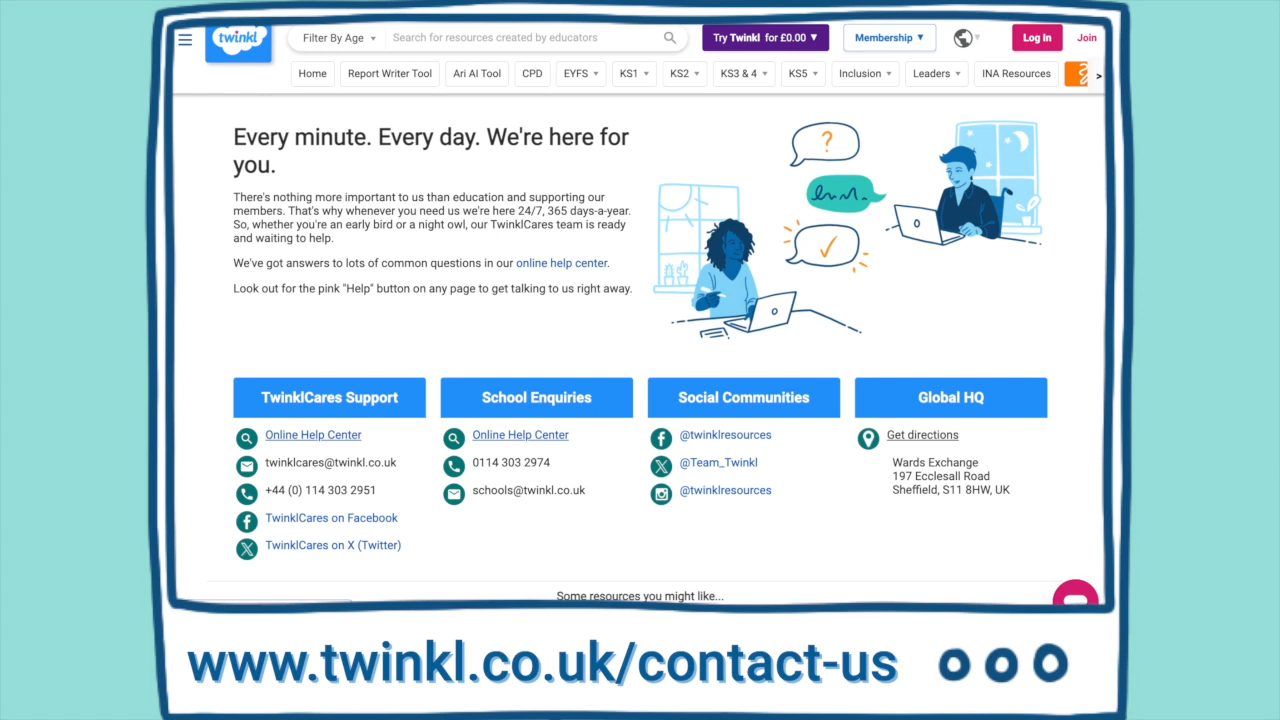 twinkl
Filter By Age
Search for resources created by educators
Try Twinkl for £0.00 ▼
Membership ▼
Log In
Join
Home
Report Writer Tool
Ari AI Tool
CPD
EYFS
KS1
KS2
KS3 & 4
KS5
Inclusion
Leaders
INA Resources
>
Every minute. Every day. We're here for
you.
There's nothing more important to us than education and supporting our
members. That's why whenever you need us we're here 24/7, 365 days-a-year.
So, whether you're an early bird or a night owl, our TwinklCares team is ready
and waiting to help.
We've got answers to lots of common questions in our online help center.
Look out for the pink "Help" button on any page to get talking to us right away.
?
TwinklCares Support
Online Help Center
twinklcares@twinkl.co.uk
+44 (0) 114 303 2951
TwinklCares on Facebook
TwinklCares on X (Twitter)
School Enquiries
Online Help Center
0114 303 2974
schools@twinkl.co.uk
Social Communities
@twinklresources
@Team_Twinkl
@twinklresources
Global HQ
Get directions
Wards Exchange
197 Ecclesall Road
Sheffield, S11 8HW, UK
Some resources you might like...
www.twinkl.co.uk/contact-us